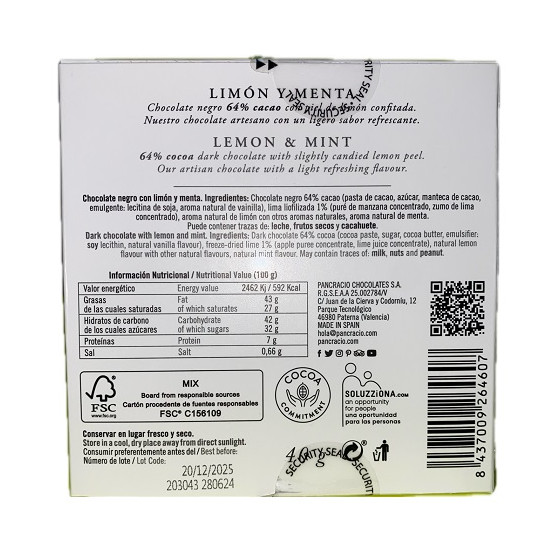 LIMÓN Y MENTA
Chocolate negro 64% cacao con piel de limón confitada.
Nuestro chocolate artesano con un ligero sabor refrescante.
LEMON & MINT
64% cocoa dark chocolate with slightly candied lemon peel.
Our artisan chocolate with a light refreshing flavour.
Chocolate negro con limón y menta. Ingredientes: Chocolate negro 64% cacao (pasta de cacao, azúcar, manteca de cacao,
emulgente: lecitina de soja, aroma natural de vainilla), lima liofilizada 1% (puré de manzana concentrado, zumo de lima
concentrado), aroma natural de limón con otros aromas naturales, aroma natural de menta.
Puede contener trazas de: leche, frutos secos y cacahuete.
Dark chocolate with lemon and mint. Ingredients: Dark chocolate 64% cocoa (cocoa paste, sugar, cocoa butter, emulsifier:
soy lecithin, natural vanilla flavour), freeze-dried lime 1% (apple puree concentrate, lime juice concentrate), natural lemon
flavour with other natural flavours, natural mint flavour. May contain traces of: milk, nuts and peanut.
Información Nutricional / Nutritional Value (100 g)
Valor energético Energy value 2462 Kj / 592 Kcal
Grasas Fat 43 g
de las cuales saturadas of which saturates 27 g
Hidratos de carbono Carbohydrate 42 g
de los cuales azúcares of which sugars 32 g
Proteínas Protein 7 g
Sal Salt 0,66 g
PANCRACIO CHOCOLATES S.A.
R.G.S.E.A.A 25.002784/V
C/ Juan de la Cierva y Codorníu, 12
Parque Tecnológico
46980 Paterna (Valencia)
MADE IN SPAIN
hola@pancracio.com
pancracio.com
FSC
www.fsc.org
MIX
Board from responsible sources
Cartón procedente de fuentes responsables
FSC® C156109
COCOA
COMMITMENT
SOLUZZIONA.com
an opportunity
for people
una oportunidad
para las personas
Conservar en lugar fresco y seco.
Store in a cool, dry place away from direct sunlight.
Consumir preferentemente antes del / Best before:
Número de lote / Lot Code:
20/12/2025
203043 280624
SECURITY SEAL
8 437009 264607